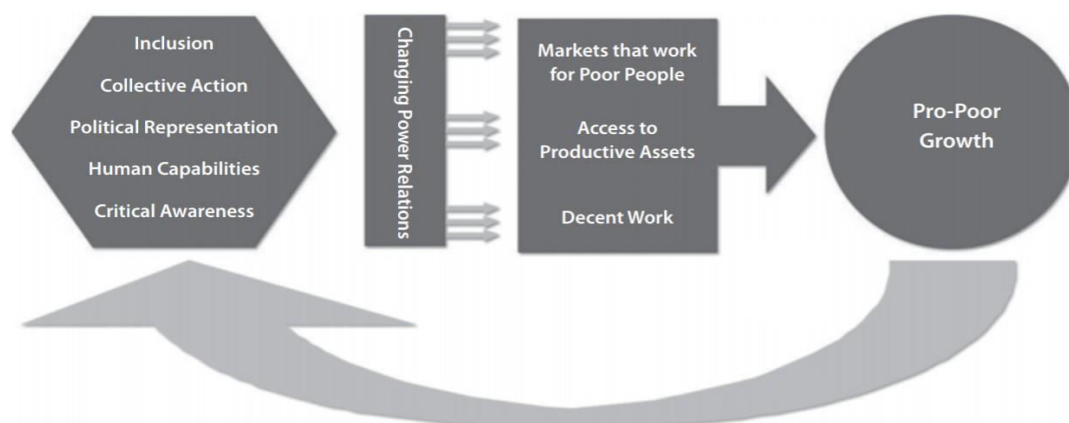 Inclusion
Collective Action
Political Representation
Human Capabilities
Critical Awareness
Changing Power Relations
Markets that work
for Poor People
Access to
Productive Assets
Decent Work
Pro-Poor
Growth